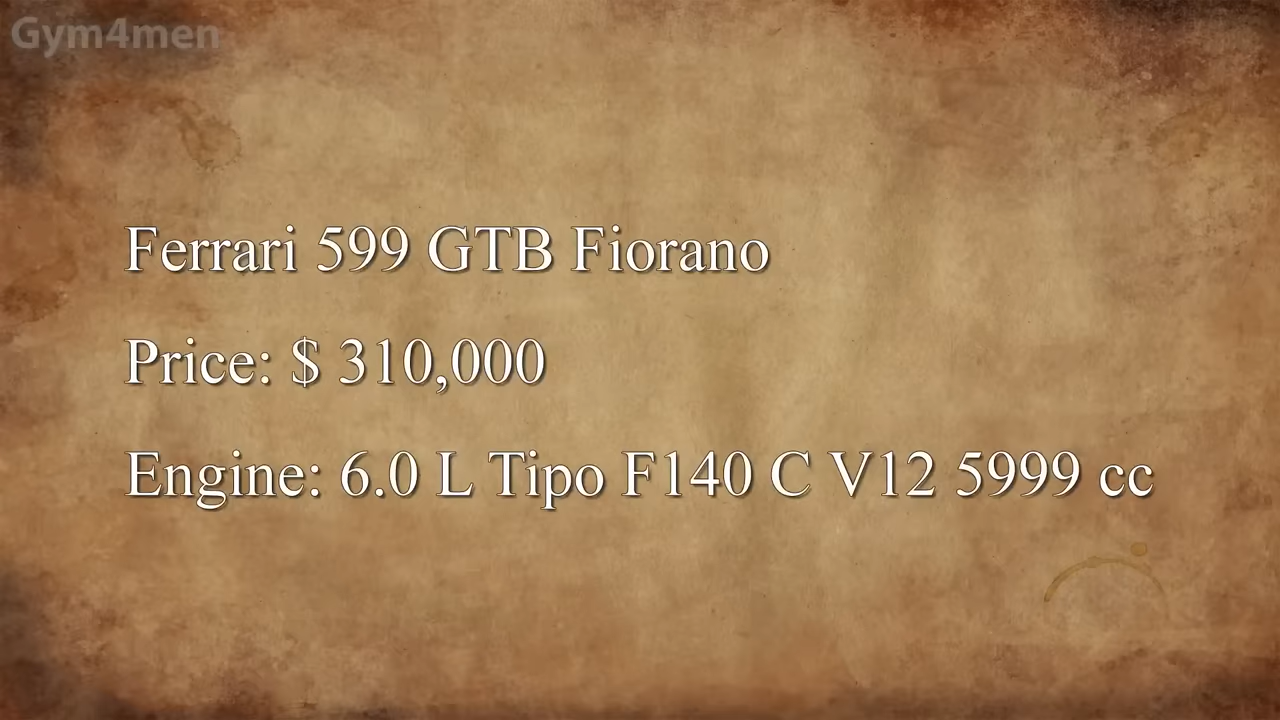 Gym4men
Ferrari 599 GTB Fiorano
Price: $ 310,000
Engine: 6.0 L Tipo F140 C V12 5999 cc